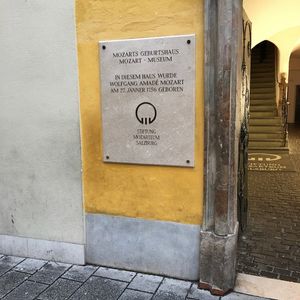 MOZARTS GEBURTSHAUS
MOZART - MUSEUM
IN DIESEM HAUS WURDE
WOLFGANG AMADÉ MOZART
AM 27. JÄNNER 1756 GEBOREN
STIFTUNG
MOZARTEUM
SALZBURG